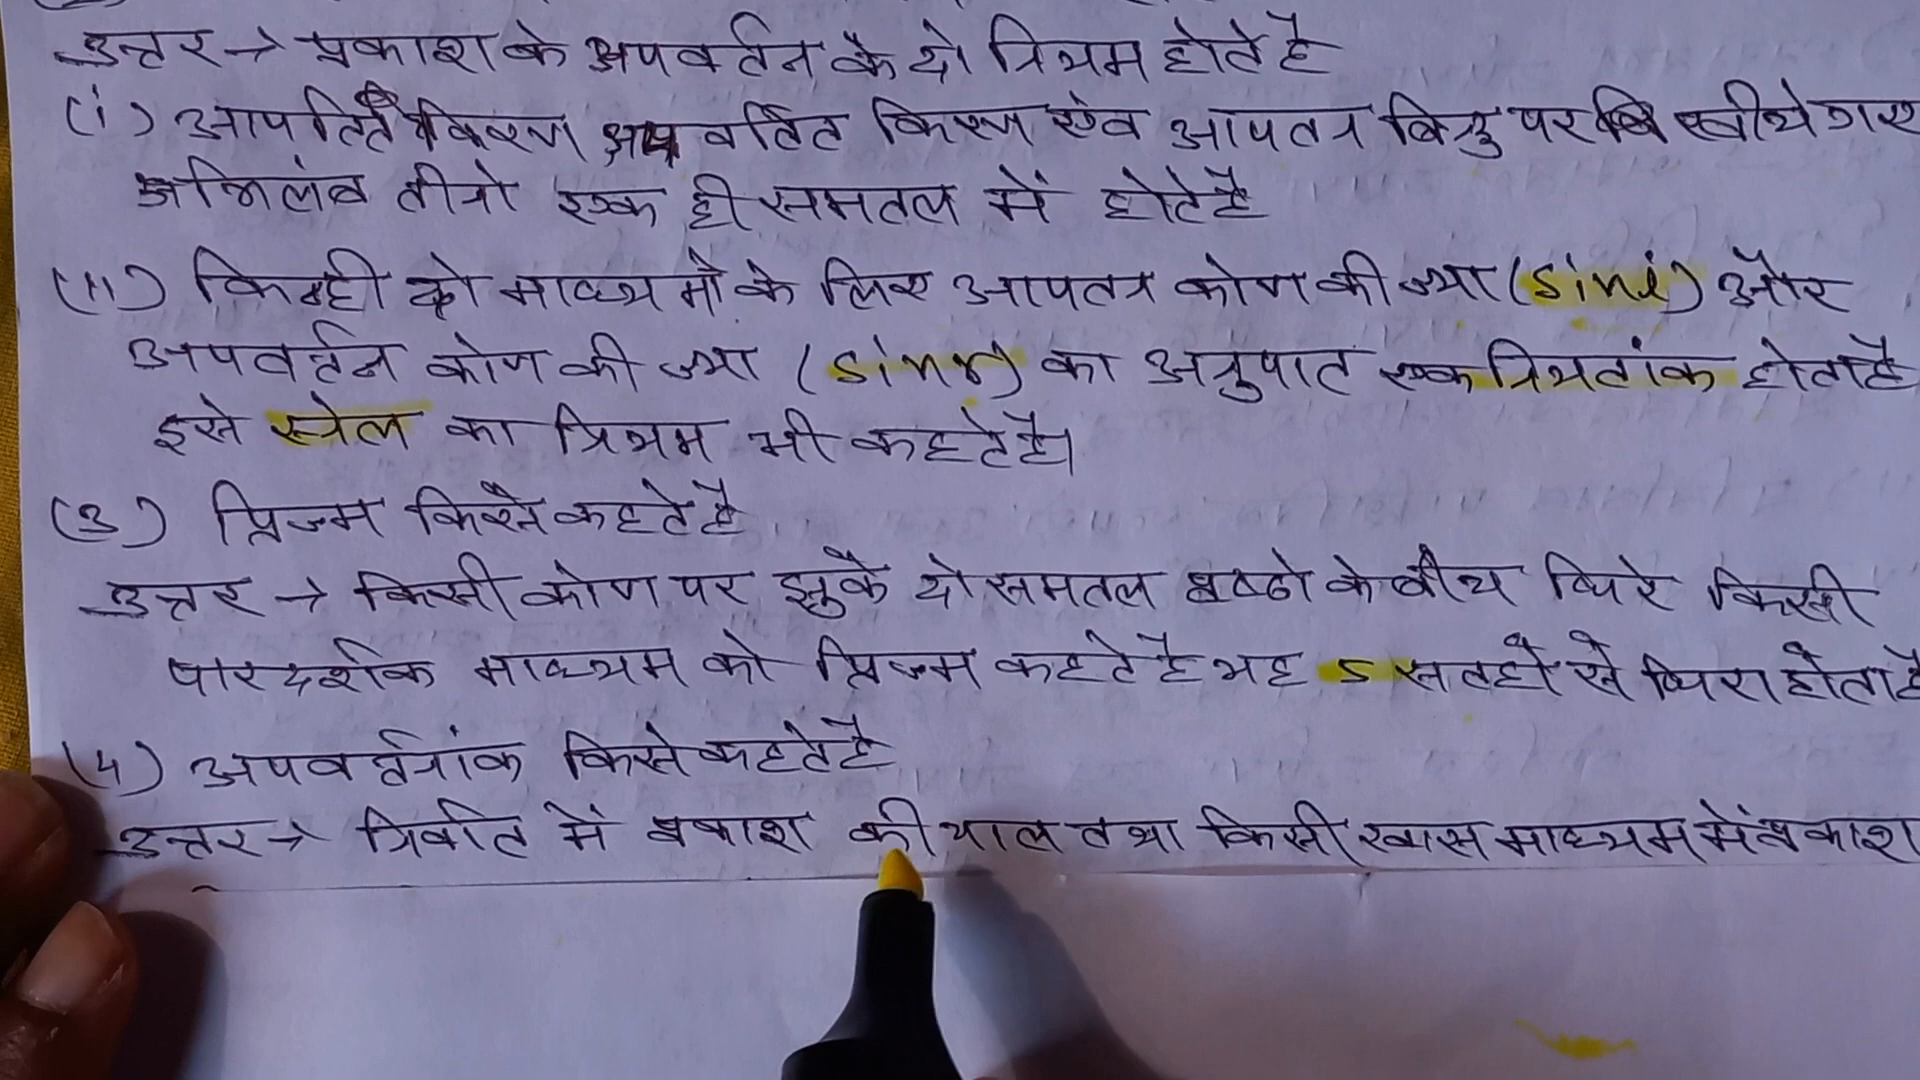 उत्तर → प्रकाश के अपवर्तन के दो नियम होते है
(i) आपतित किरण अपवर्तित किरण एंव आपतन बिन्दु पर खीचे गए
अभिलंब तीनो एक ही समतल में होते है
(ii) किन्ही दो माध्यमों के लिए आपतन कोण की ज्या (sini) और
अपवर्तन कोण की ज्या (sinr) का अनुपात एक नियतांक होता है
इसे स्नेल का नियम भी कहते है।
(3) प्रिज्म किसे कहते है
उत्तर → किसी कोण पर झुके दो समतल पृष्ठो के बीच घिरे किसी
पारदर्शक माध्यम को प्रिज्म कहते है यह 5 सतहों से घिरा होता है
(4) अपवर्तनांक किसे कहते है
उत्तर → निर्वात में प्रकाश की चाल तथा किसी खास माध्यम में प्रकाश